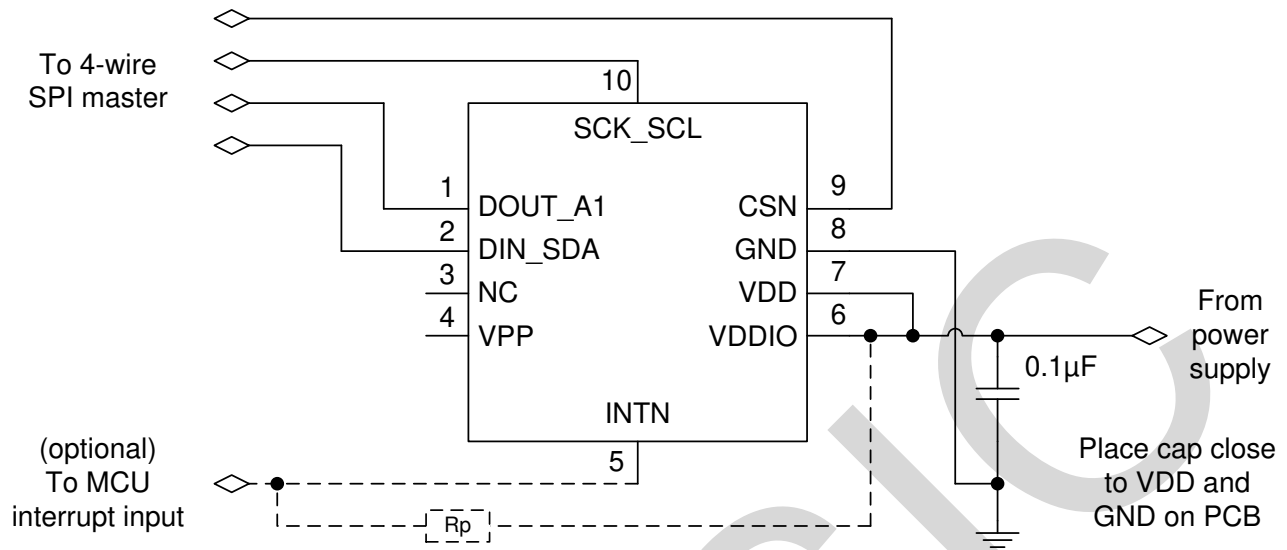 To 4-wire
SPI master
10
SCK_SCL
1
DOUT_A1
2
DIN_SDA
3
NC
4
VPP
9
CSN
8
GND
7
VDD
6
VDDIO
INTN
5
From
power
supply
0.1µF
Place cap close
to VDD and
GND on PCB
(optional)
To MCU
interrupt input
Rp